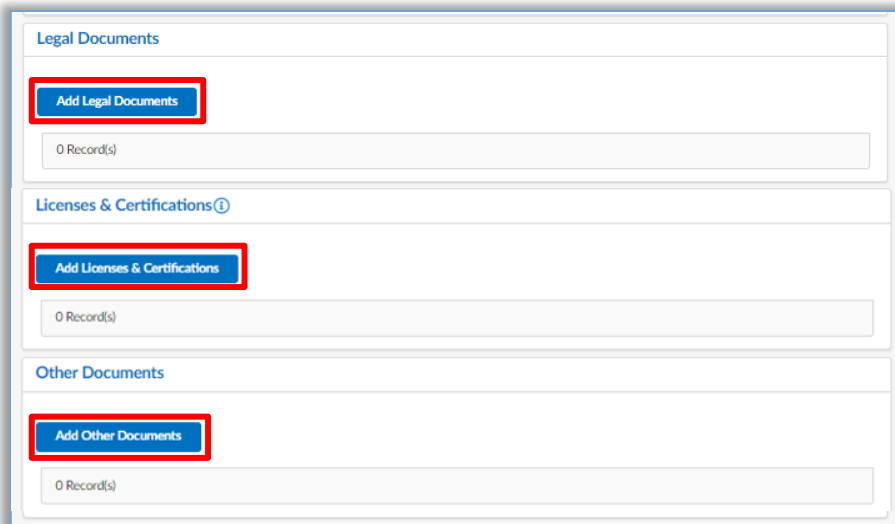 Legal Documents
Add Legal Documents
0 Record(s)
Licenses & Certifications
Add Licenses & Certifications
0 Record(s)
Other Documents
Add Other Documents
0 Record(s)